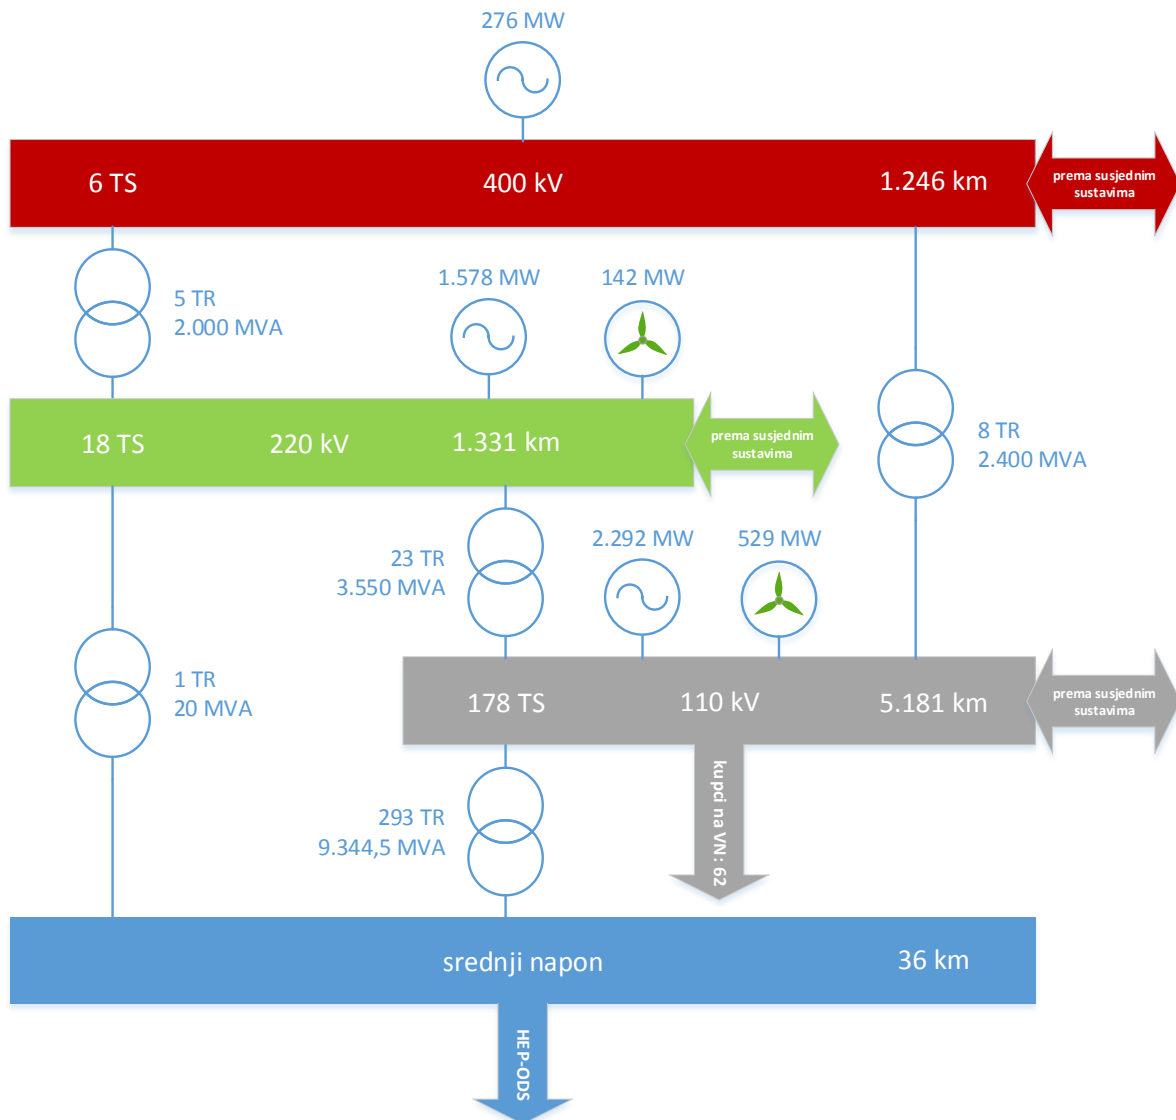 276 MW
6 TS
400 kV
1.246 km
prema susjednim
sustavima
5 TR
2.000 MVA
1.578 MW
142 MW
18 TS
220 kV
1.331 km
prema susjednim
sustavima
8 TR
2.400 MVA
23 TR
3.550 MVA
2.292 MW
529 MW
1 TR
20 MVA
178 TS
110 kV
5.181 km
prema susjednim
sustavima
293 TR
9.344,5 MVA
kupci na VN: 62
srednji napon
36 km
HEP-ODS